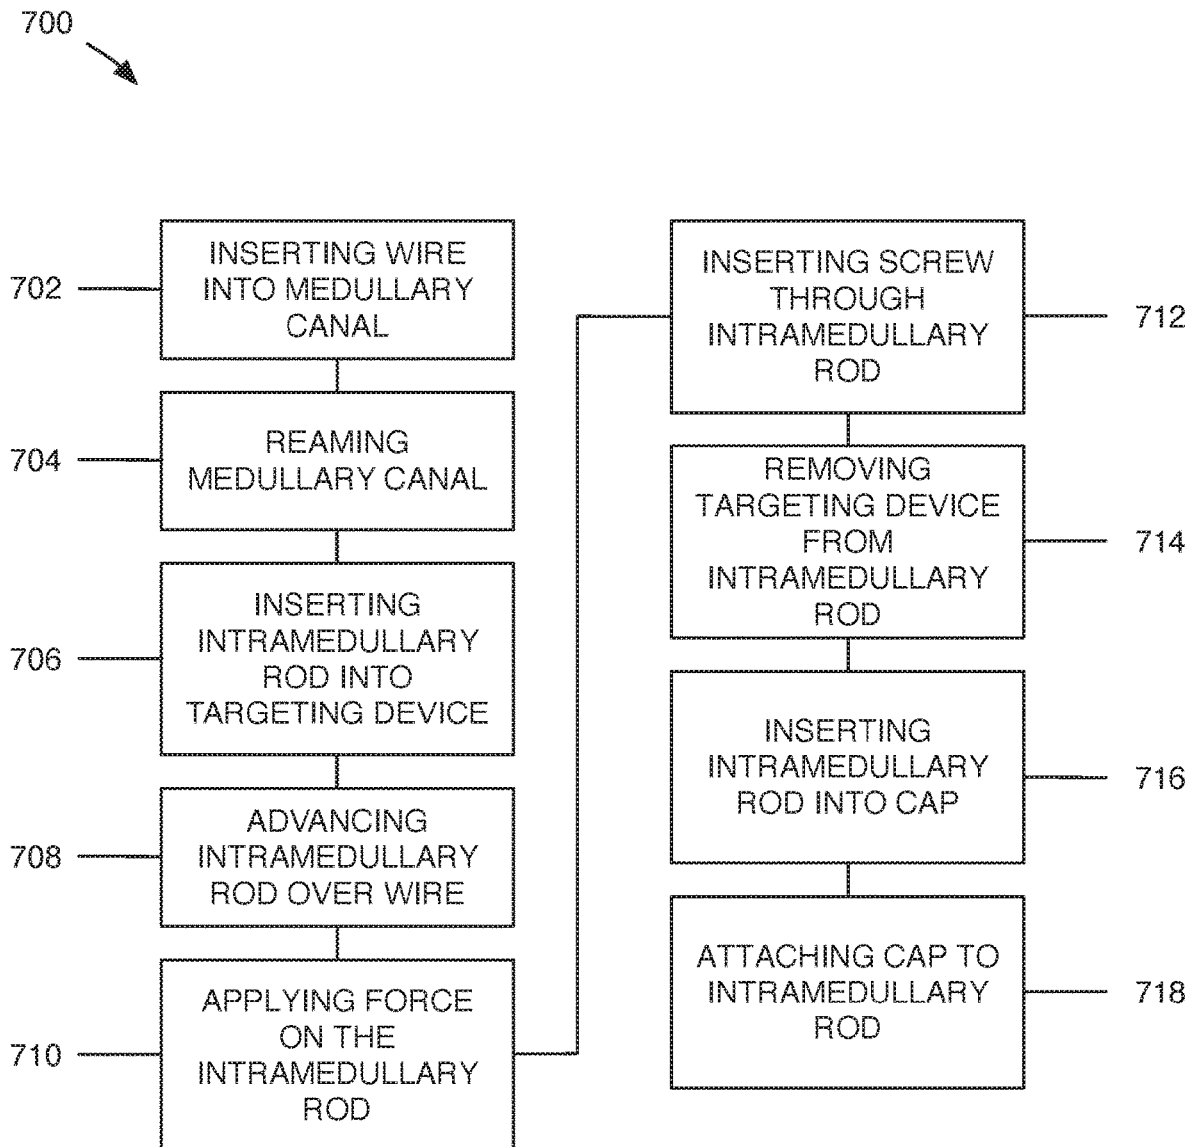 700
702
INSERTING WIRE
INTO MEDULLARY
CANAL
704
REAMING
MEDULLARY CANAL
706
INSERTING
INTRAMEDULLARY
ROD INTO
TARGETING DEVICE
708
ADVANCING
INTRAMEDULLARY
ROD OVER WIRE
710
APPLYING FORCE
ON THE
INTRAMEDULLARY
ROD
INSERTING SCREW
THROUGH
INTRAMEDULLARY
ROD
712
REMOVING
TARGETING DEVICE
FROM
INTRAMEDULLARY
ROD
714
INSERTING
INTRAMEDULLARY
ROD INTO CAP
716
ATTACHING CAP TO
INTRAMEDULLARY
ROD
718